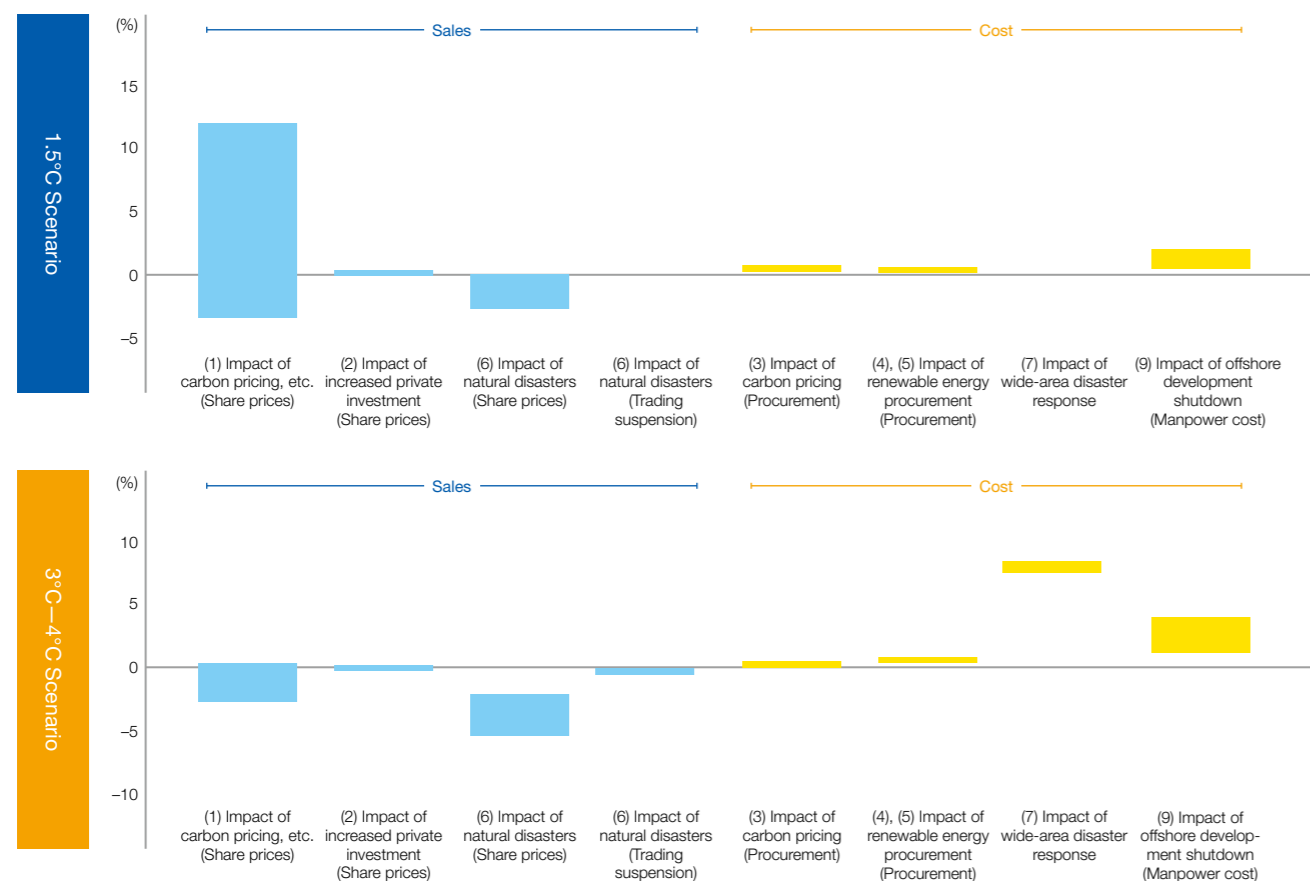 1.5°C Scenario
(%)
Sales
Cost
15
10
5
0
–5
(1) Impact of
carbon pricing, etc.
(Share prices)
(2) Impact of
increased private
investment
(Share prices)
(6) Impact of
natural disasters
(Share prices)
(6) Impact of
natural disasters
(Trading
suspension)
(3) Impact of
carbon pricing
(Procurement)
(4), (5) Impact of
renewable energy
procurement
(Procurement)
(7) Impact of
wide-area disaster
response
(9) Impact of offshore
development
shutdown
(Manpower cost)
3°C—4°C Scenario
(%)
Sales
Cost
10
5
0
–5
–10
(1) Impact of
carbon pricing, etc.
(Share prices)
(2) Impact of
increased private
investment
(Share prices)
(6) Impact of
natural disasters
(Share prices)
(6) Impact of
natural disasters
(Trading
suspension)
(3) Impact of
carbon pricing
(Procurement)
(4), (5) Impact of
renewable energy
procurement
(Procurement)
(7) Impact of
wide-area disaster
response
(9) Impact of
offshore develop-
ment shutdown
(Manpower cost)